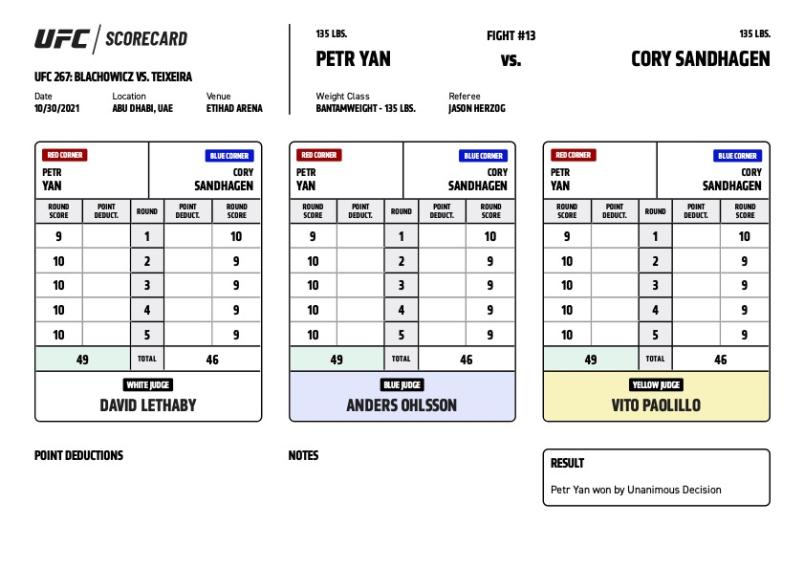 UFC SCORECARD
UFC 267: BLACHOWICZ VS. TEIXEIRA
Date Location Venue
10/30/2021 ABU DHABI, UAE ETIHAD ARENA
135 LBS. FIGHT #13 135 LBS.
PETR YAN vs. CORY SANDHAGEN
Weight Class Referee
BANTAMWEIGHT - 135 LBS. JASON HERZOG
RED CORNER BLUE CORNER
PETR CORY
YAN SANDHAGEN
ROUND SCORE POINT DEDUCT. ROUND POINT DEDUCT. ROUND SCORE
9 1 10
10 2 9
10 3 9
10 4 9
10 5 9
49 TOTAL 46
WHITE JUDGE
DAVID LETHABY
RED CORNER BLUE CORNER
PETR CORY
YAN SANDHAGEN
ROUND SCORE POINT DEDUCT. ROUND POINT DEDUCT. ROUND SCORE
9 1 10
10 2 9
10 3 9
10 4 9
10 5 9
49 TOTAL 46
BLUE JUDGE
ANDERS OHLSSON
RED CORNER BLUE CORNER
PETR CORY
YAN SANDHAGEN
ROUND SCORE POINT DEDUCT. ROUND POINT DEDUCT. ROUND SCORE
9 1 10
10 2 9
10 3 9
10 4 9
10 5 9
49 TOTAL 46
YELLOW JUDGE
VITO PAOLILLO
POINT DEDUCTIONS
NOTES
RESULT
Petr Yan won by Unanimous Decision